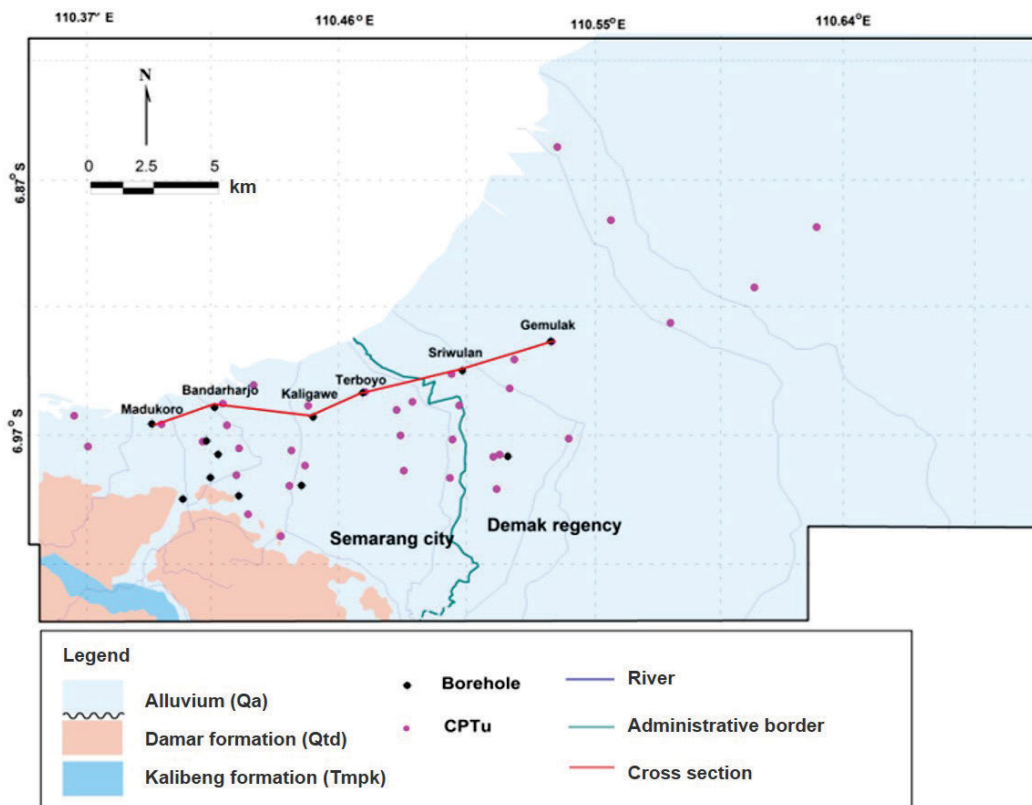 110.37° E
110.46°E
110.55°E
110.64°E
N
0 2.5 5
km
6.87° S
6.97° S
Gemulak
Sriwulan
Terboyo
Kaligawe
Bandarharjo
Madukoro
Semarang city
Demak regency
Legend
Alluvium (Qa)
Damar formation (Qtd)
Kalibeng formation (Tmpk)
Borehole
CPTu
River
Administrative border
Cross section